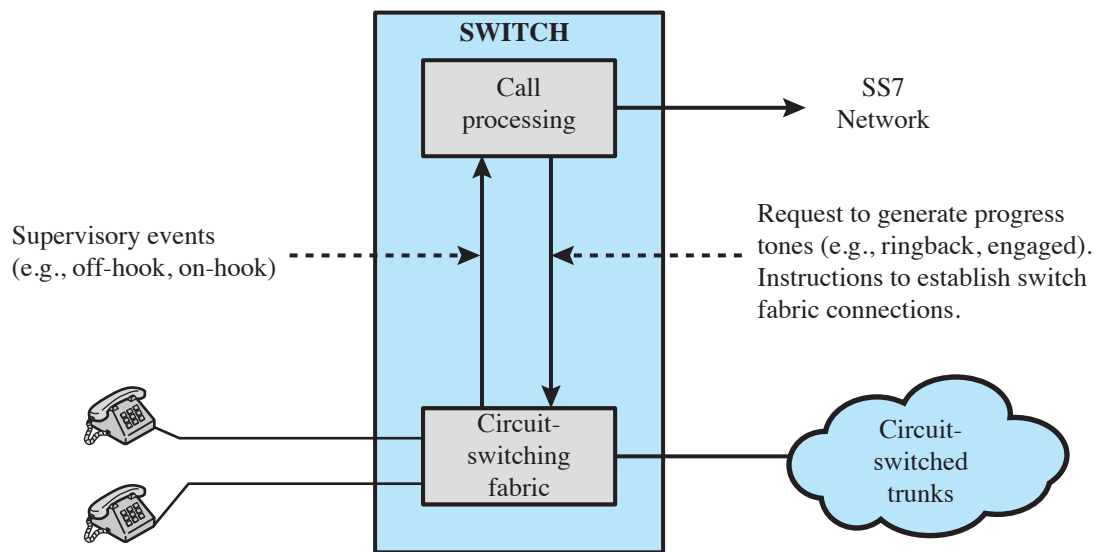 SWITCH
Call
processing
SS7
Network
Supervisory events
(e.g., off-hook, on-hook)
Request to generate progress
tones (e.g., ringback, engaged).
Instructions to establish switch
fabric connections.
Circuit-
switching
fabric
Circuit-
switched
trunks